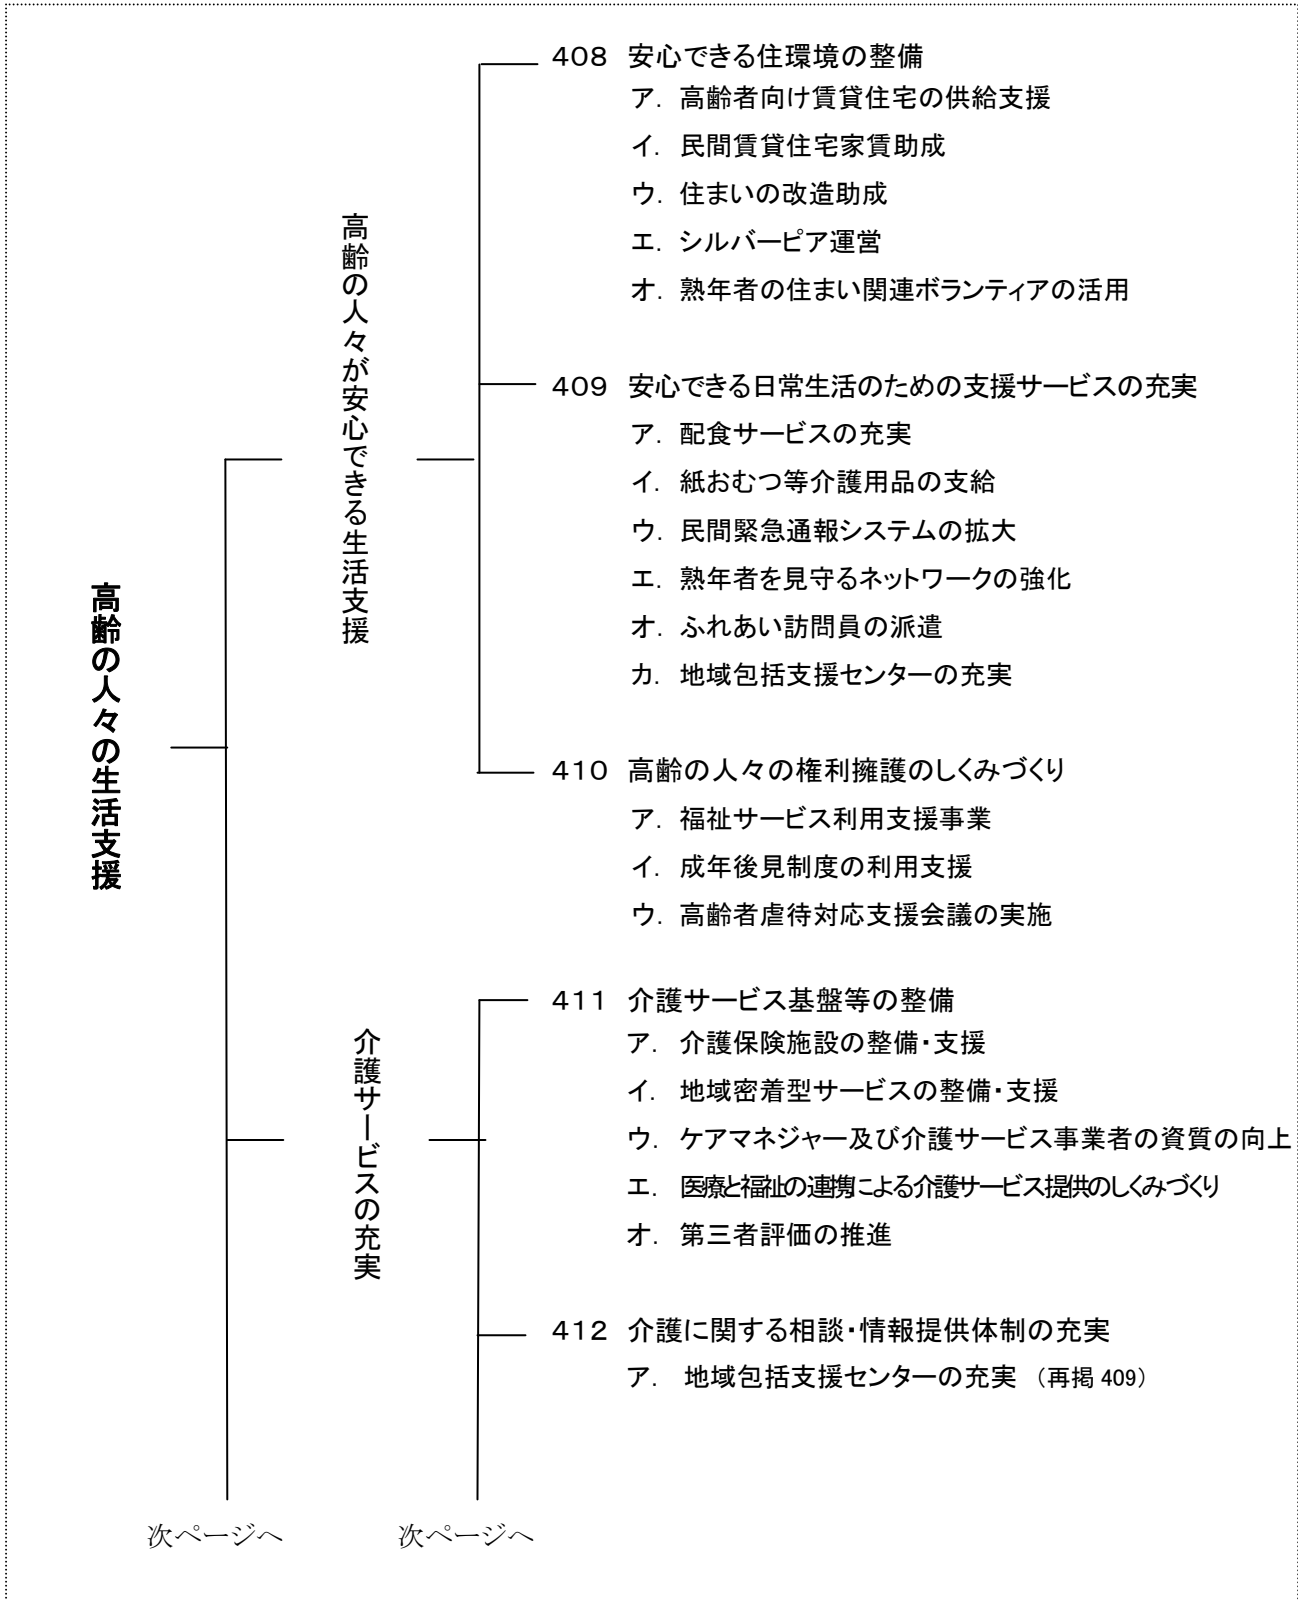 高齢の人々の生活支援
高齢の人々が安心できる生活支援
408 安心できる住環境の整備
ア. 高齢者向け賃貸住宅の供給支援
イ. 民間賃貸住宅家賃助成
ウ. 住まいの改造助成
エ. シルバーピア運営
オ. 熟年者の住まい関連ボランティアの活用
409 安心できる日常生活のための支援サービスの充実
ア. 配食サービスの充実
イ. 紙おむつ等介護用品の支給
ウ. 民間緊急通報システムの拡大
エ. 熟年者を見守るネットワークの強化
オ. ふれあい訪問員の派遣
カ. 地域包括支援センターの充実
410 高齢の人々の権利擁護のしくみづくり
ア. 福祉サービス利用支援事業
イ. 成年後見制度の利用支援
ウ. 高齢者虐待対応支援会議の実施
介護サービスの充実
411 介護サービス基盤等の整備
ア. 介護保険施設の整備・支援
イ. 地域密着型サービスの整備・支援
ウ. ケアマネジャー及び介護サービス事業者の資質の向上
エ. 医療と福祉の連携による介護サービス提供のしくみづくり
オ. 第三者評価の推進
412 介護に関する相談・情報提供体制の充実
ア. 地域包括支援センターの充実 (再掲 409)
次ページへ
次ページへ